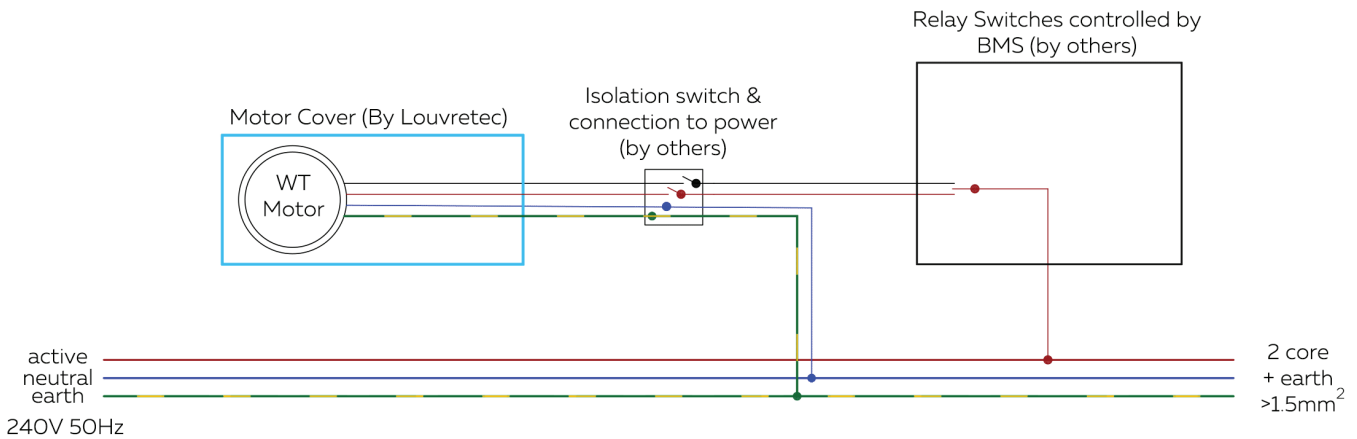 Relay Switches controlled by
BMS (by others)
Isolation switch &
connection to power
(by others)
Motor Cover (By Louvretec)
WT
Motor
active
neutral
earth
240V 50Hz
2 core
+ earth
>1.5mm²